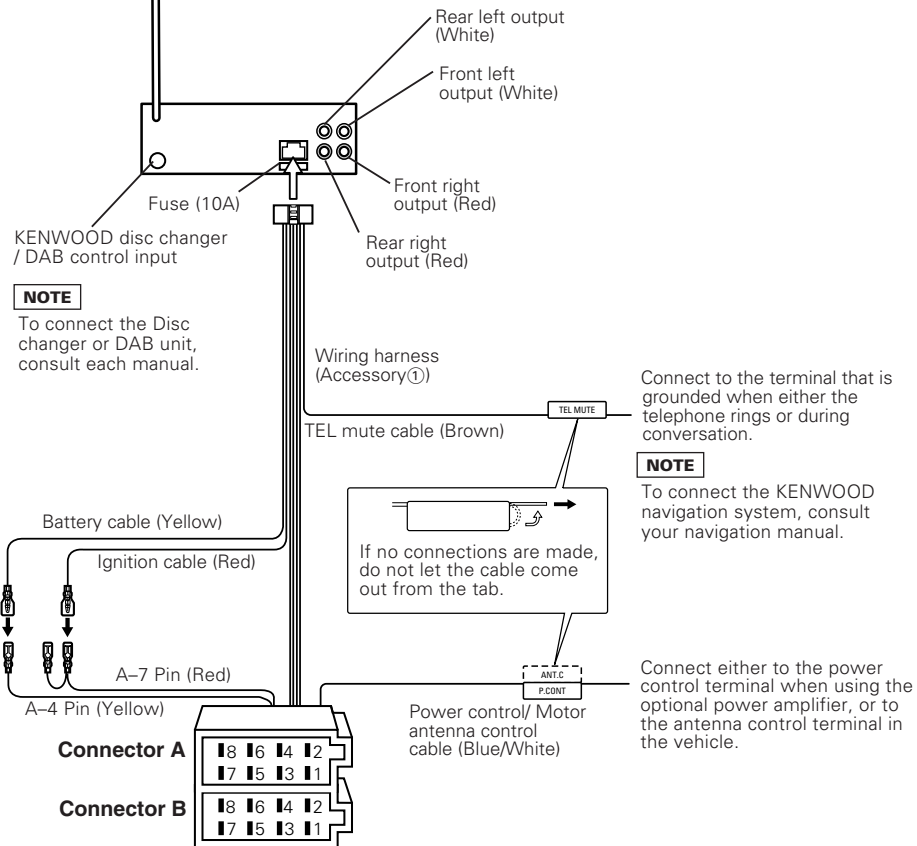 Rear left output
(White)
Front left
output (White)
Fuse (10A)
Front right
output (Red)
KENWOOD disc changer
/ DAB control input
Rear right
output (Red)
NOTE
To connect the Disc
changer or DAB unit,
consult each manual.
Wiring harness
(Accessory①)
TEL MUTE
TEL mute cable (Brown)
Connect to the terminal that is
grounded when either the
telephone rings or during
conversation.
NOTE
To connect the KENWOOD
navigation system, consult
your navigation manual.
If no connections are made,
do not let the cable come
out from the tab.
Battery cable (Yellow)
Ignition cable (Red)
A–7 Pin (Red)
A–4 Pin (Yellow)
ANT.C
P.CONT
Power control/ Motor
antenna control
cable (Blue/White)
Connect either to the power
control terminal when using the
optional power amplifier, or to
the antenna control terminal in
the vehicle.
Connector A
8 6 4 2
7 5 3 1
Connector B
8 6 4 2
7 5 3 1